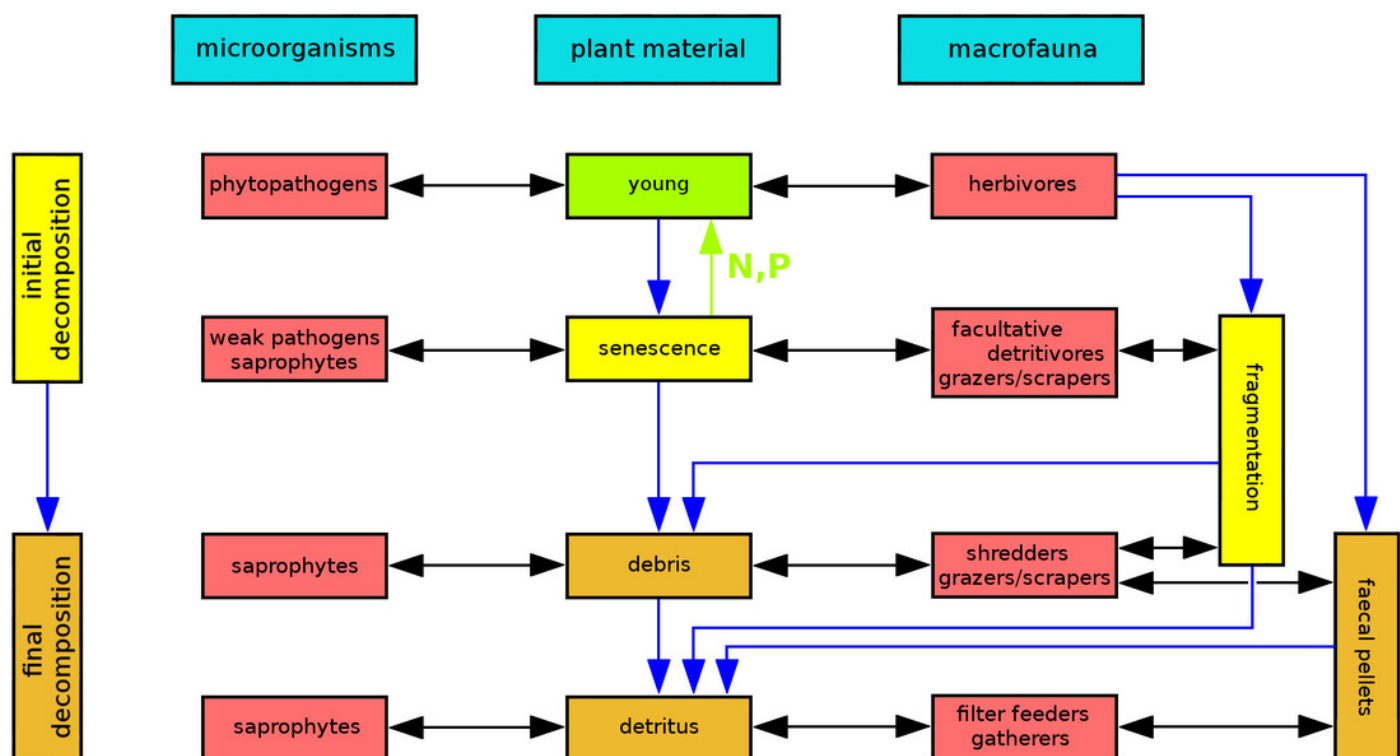 microorganisms
plant material
macrofauna
initial
decomposition
phytopathogens
young
herbivores
N,P
weak pathogens
saprophytes
senescence
facultative
detritivores
grazers/scrapers
fragmentation
final
decomposition
saprophytes
debris
shredders
grazers/scrapers
faecal pellets
saprophytes
detritus
filter feeders
gatherers